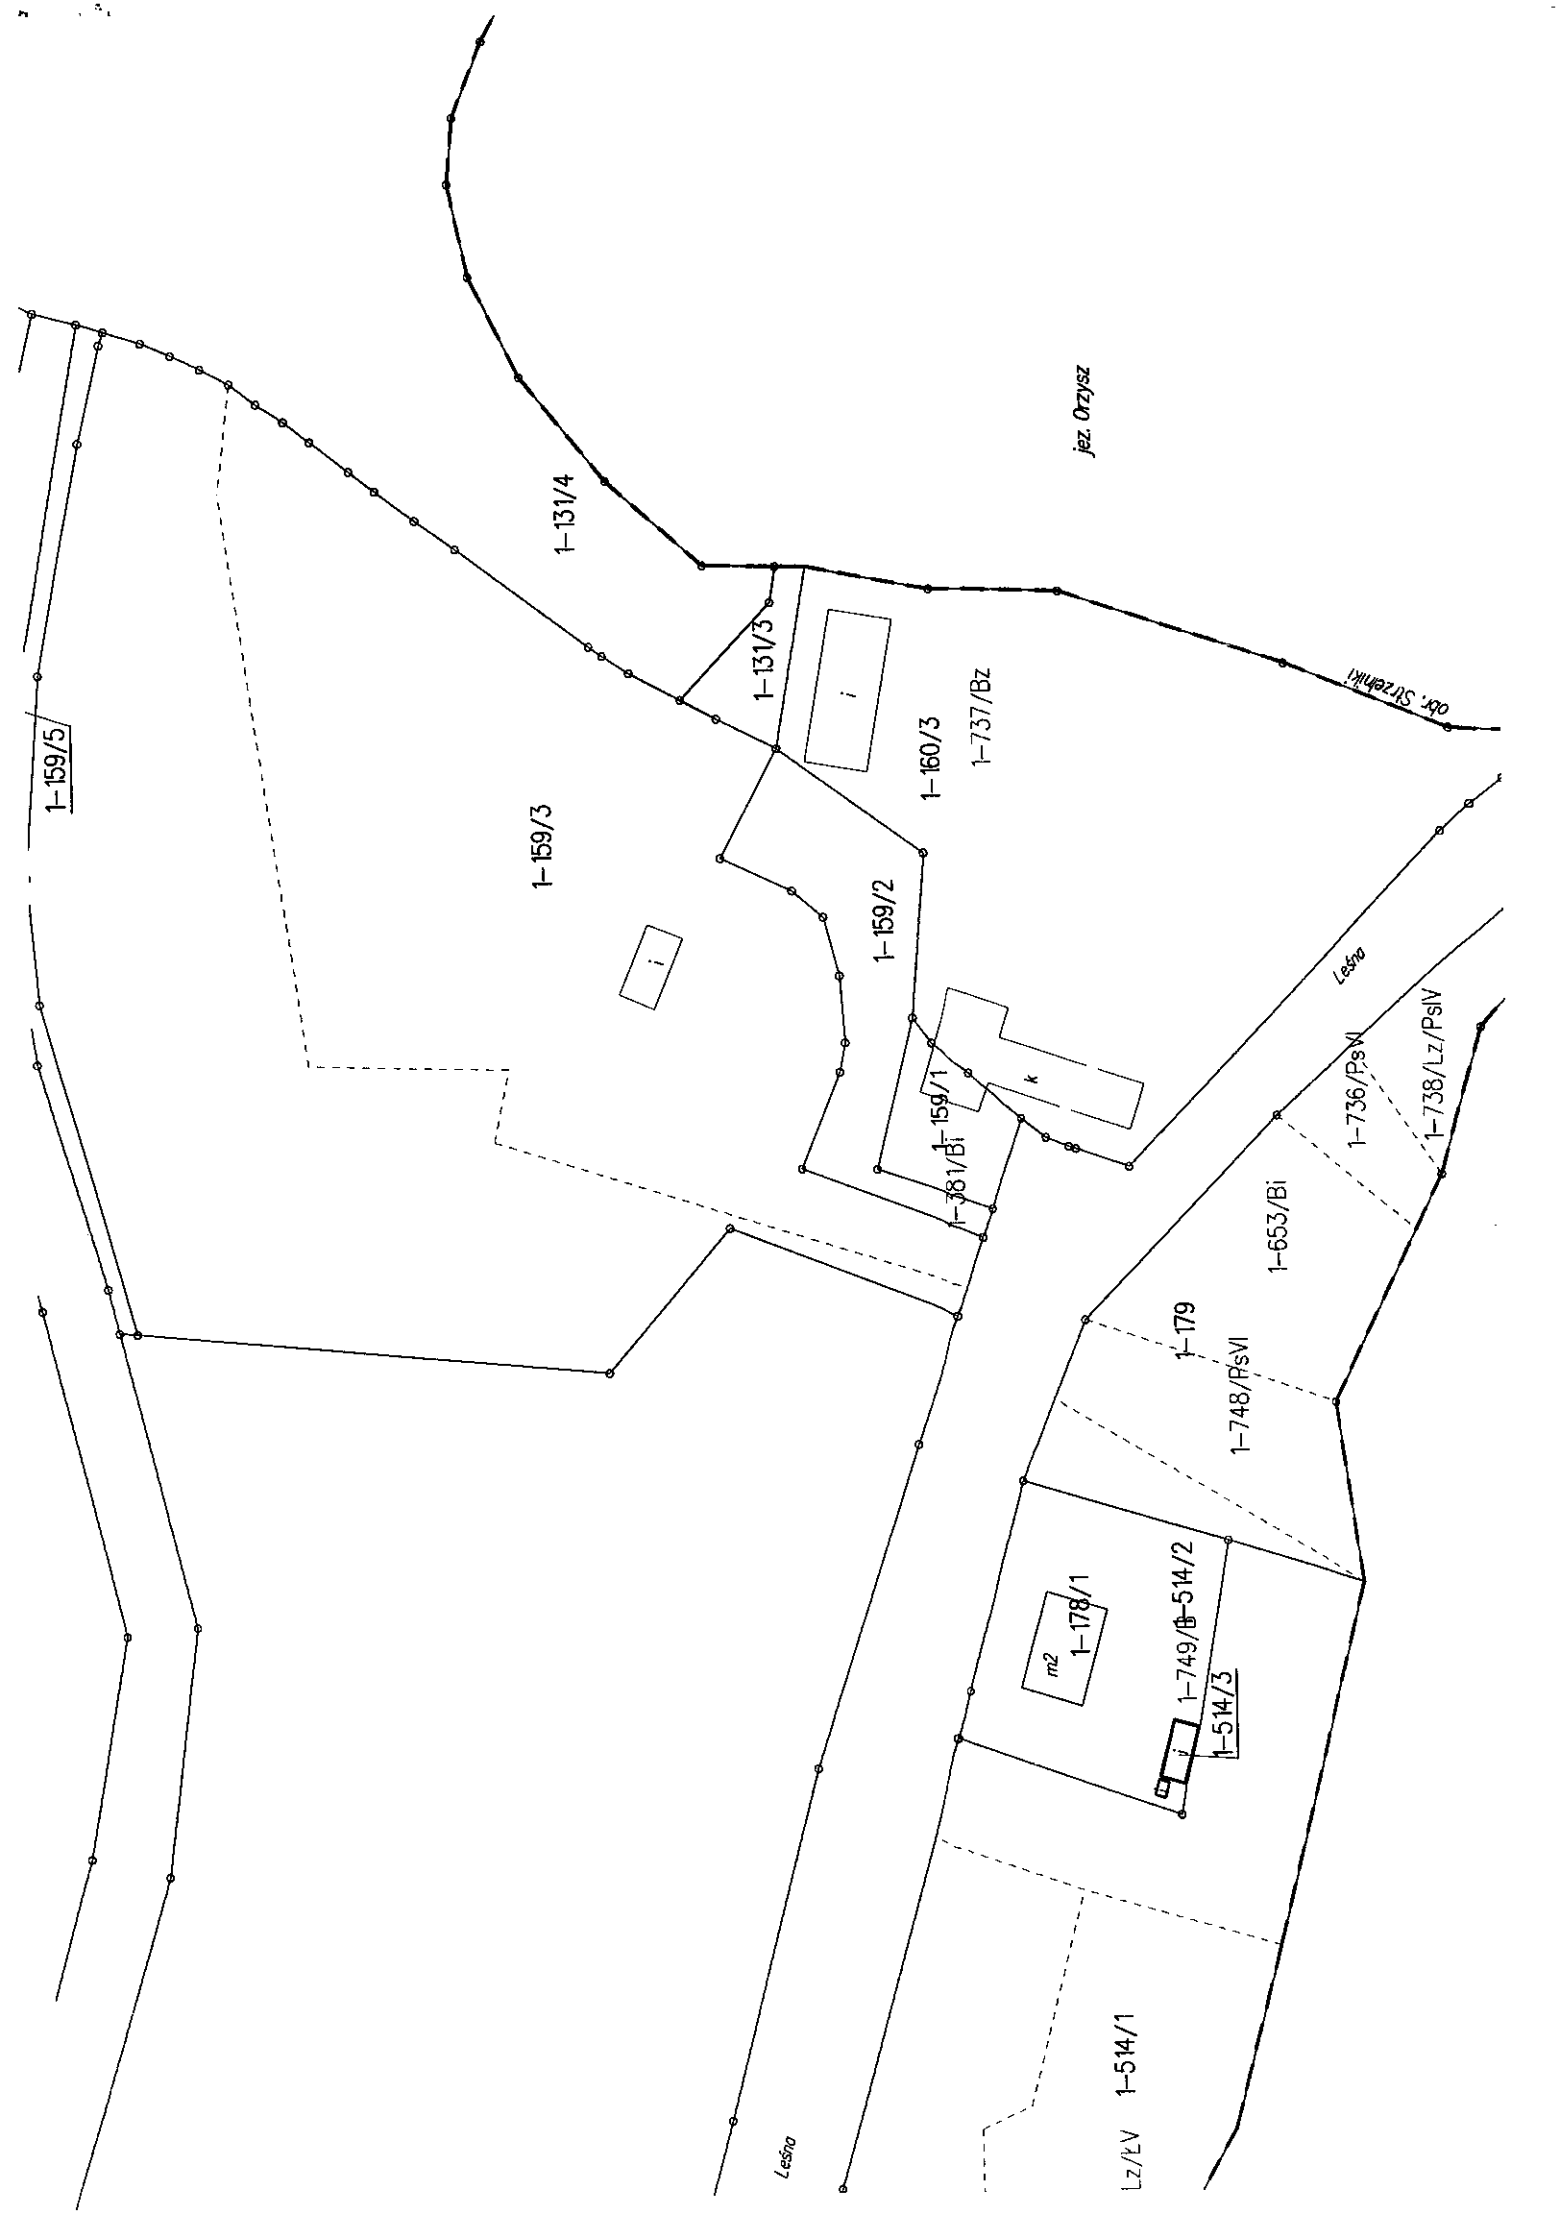 1-159/5
1-131/4
jez. Orzysz
1-131/3
i
1-159/3
1-160/3
1-737/Bz
obr. Strzelniki
1-159/2
i
Leśna
1-159/1
1-381/Bi
k
1-736/PsVI
1-738/Lz/PsIV
1-653/Bi
1-179
1-748/PsVI
1-178/1
m2
1-514/2
1-749/B
1-514/3
i
1-514/1
Lz/ŁV
Leśna